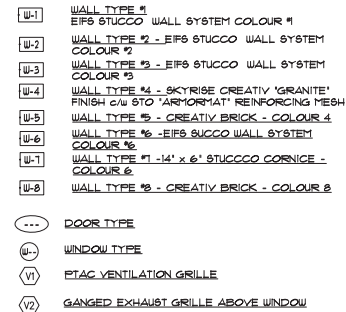 W-1 WALL TYPE #1
EIFS STUCCO WALL SYSTEM COLOUR #1
W-2 WALL TYPE #2 - EIFS STUCCO WALL SYSTEM
COLOUR #2
W-3 WALL TYPE #3 - EIFS STUCCO WALL SYSTEM
COLOUR #3
W-4 WALL TYPE #4 - SKYRISE CREATIV "GRANITE"
FINISH c/w STO "ARMORMAT" REINFORCING MESH
W-5 WALL TYPE #5 - CREATIV BRICK - COLOUR 4
W-6 WALL TYPE #6 -EIFS SUCCO WALL SYSTEM
COLOUR #6
W-7 WALL TYPE #7 -14" x 6" STUCCCO CORNICE -
COLOUR 6
W-8 WALL TYPE #8 - CREATIV BRICK - COLOUR 8
--- DOOR TYPE
W-- WINDOW TYPE
V1 PTAC VENTILATION GRILLE
V2 GANGED EXHAUST GRILLE ABOVE WINDOW